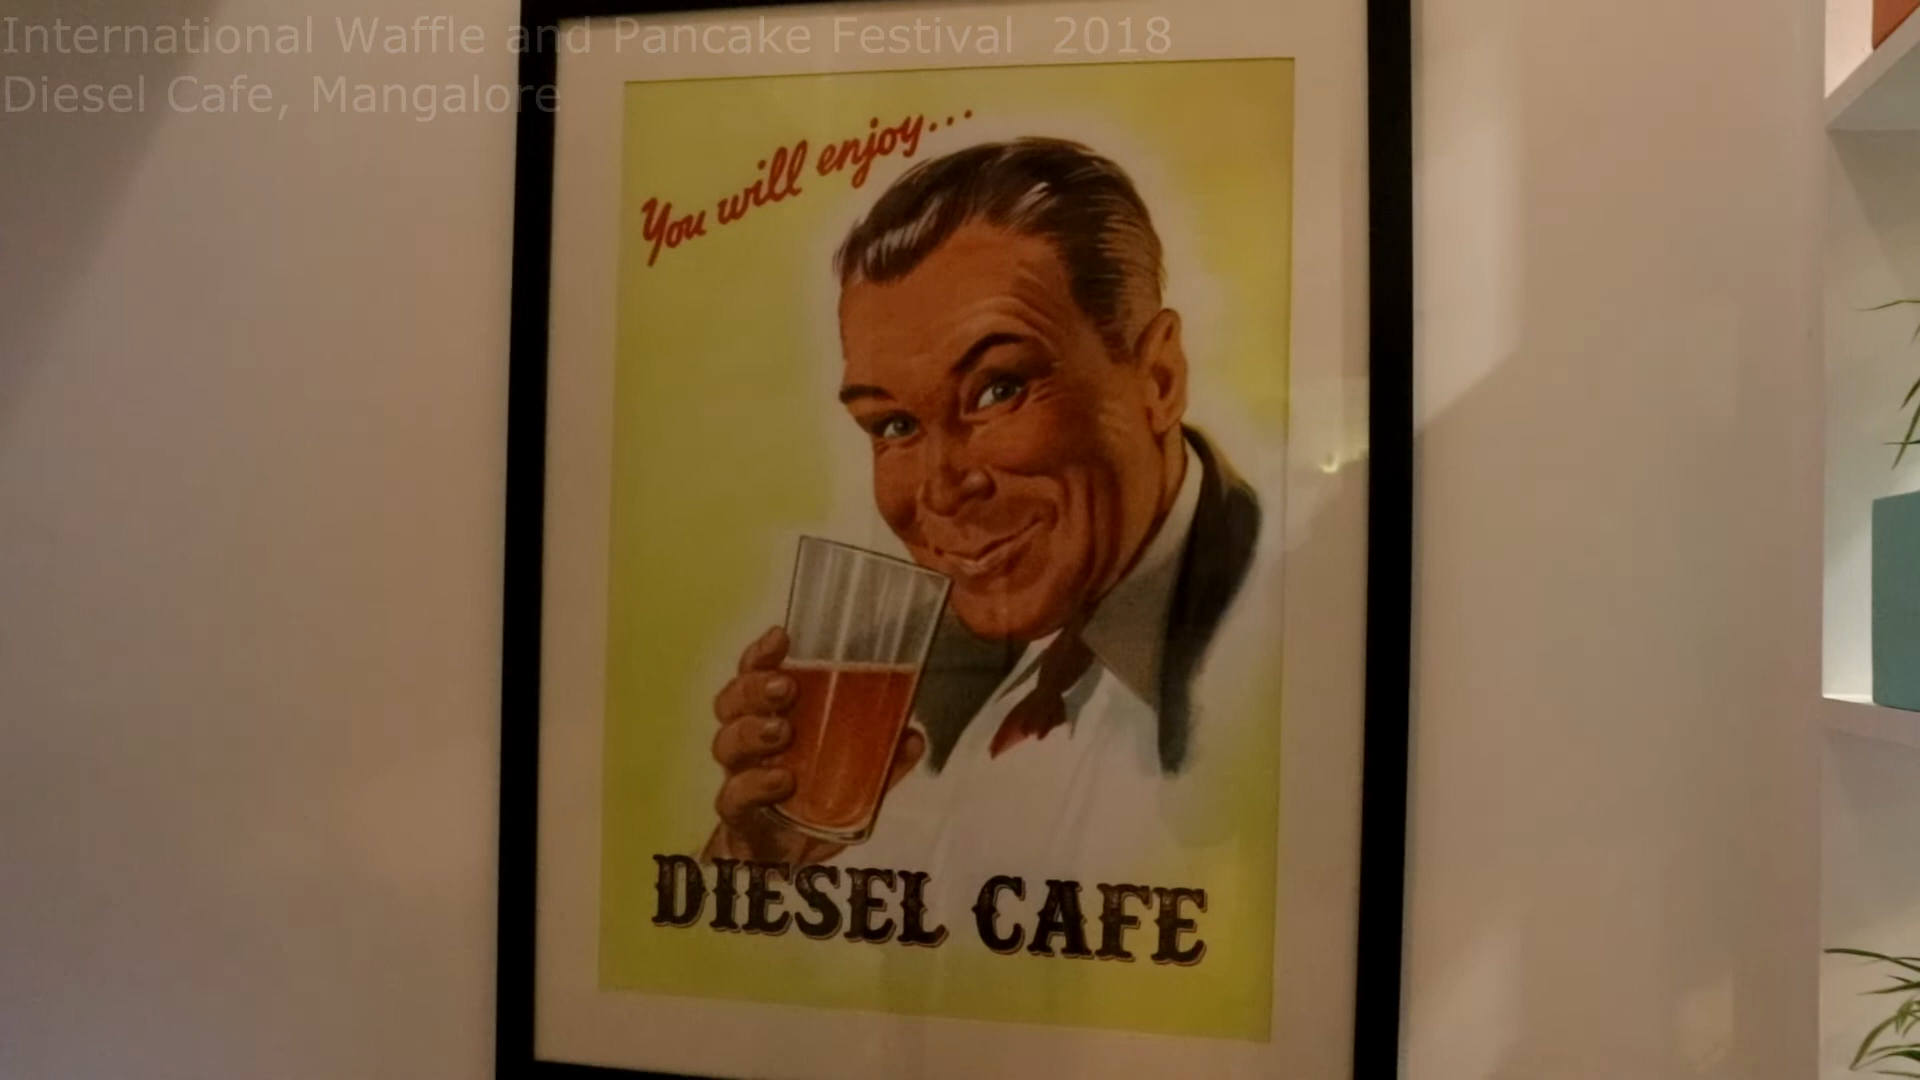 International Waffle and Pancake Festival 2018
Diesel Cafe, Mangalore
You will enjoy...
DIESEL CAFE